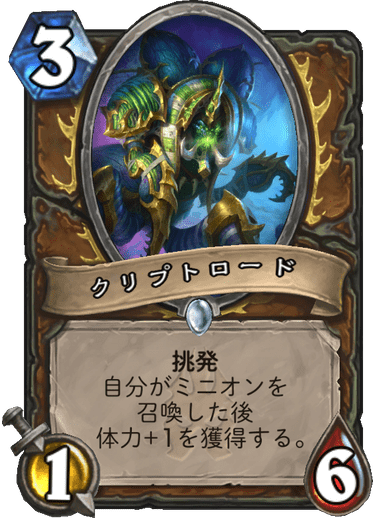 3
クリプトロード
挑発
自分がミニオンを
召喚した後
体力+1を獲得する。
1
6